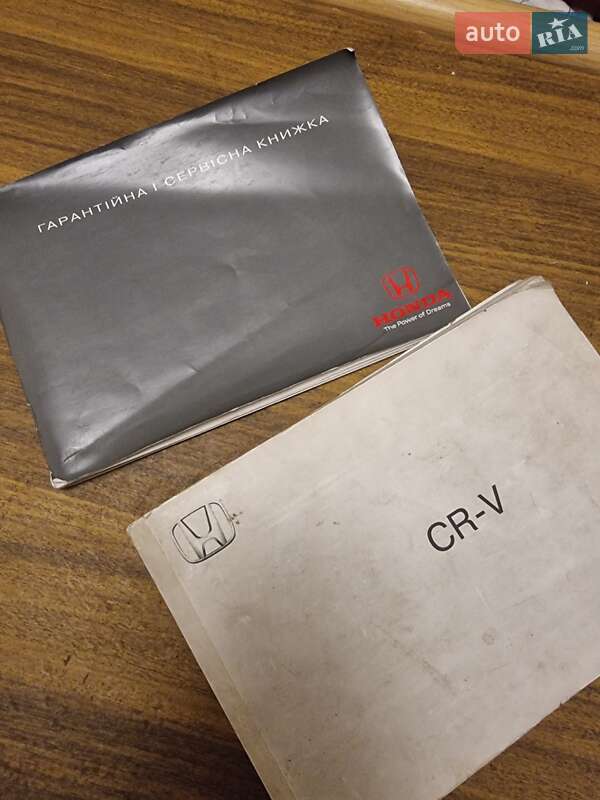 auto RIA
.com
ГАРАНТІЙНА І СЕРВІСНА КНИЖКА
HONDA
The Power of Dreams
CR-V